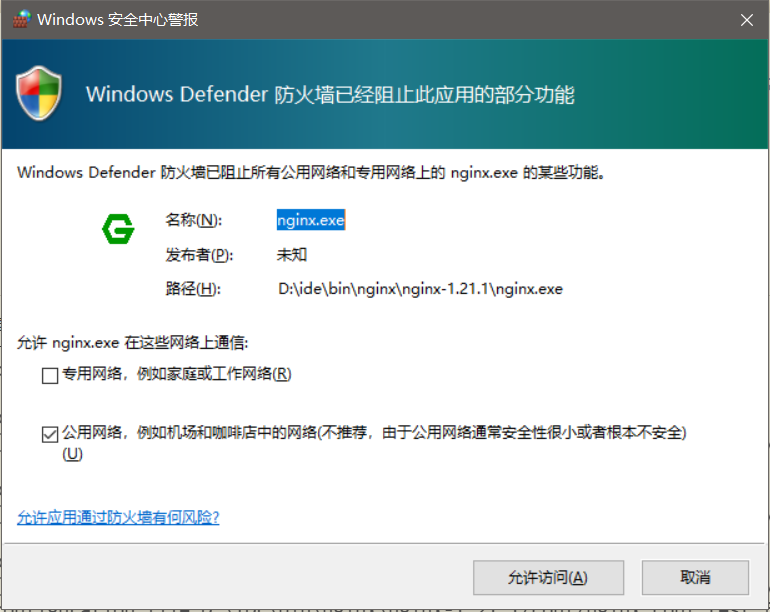 Windows 安全中心警报
Windows Defender 防火墙已经阻止此应用的部分功能
Windows Defender 防火墙已阻止所有公用网络和专用网络上的 nginx.exe 的某些功能。
名称(N): nginx.exe
发布者(P): 未知
路径(H): D:\ide\bin\nginx\nginx-1.21.1\nginx.exe
允许 nginx.exe 在这些网络上通信:
专用网络，例如家庭或工作网络(R)
公用网络，例如机场和咖啡店中的网络(不推荐，由于公用网络通常安全性很小或者根本不安全)
(U)
允许应用通过防火墙有何风险?
允许访问(A) 取消